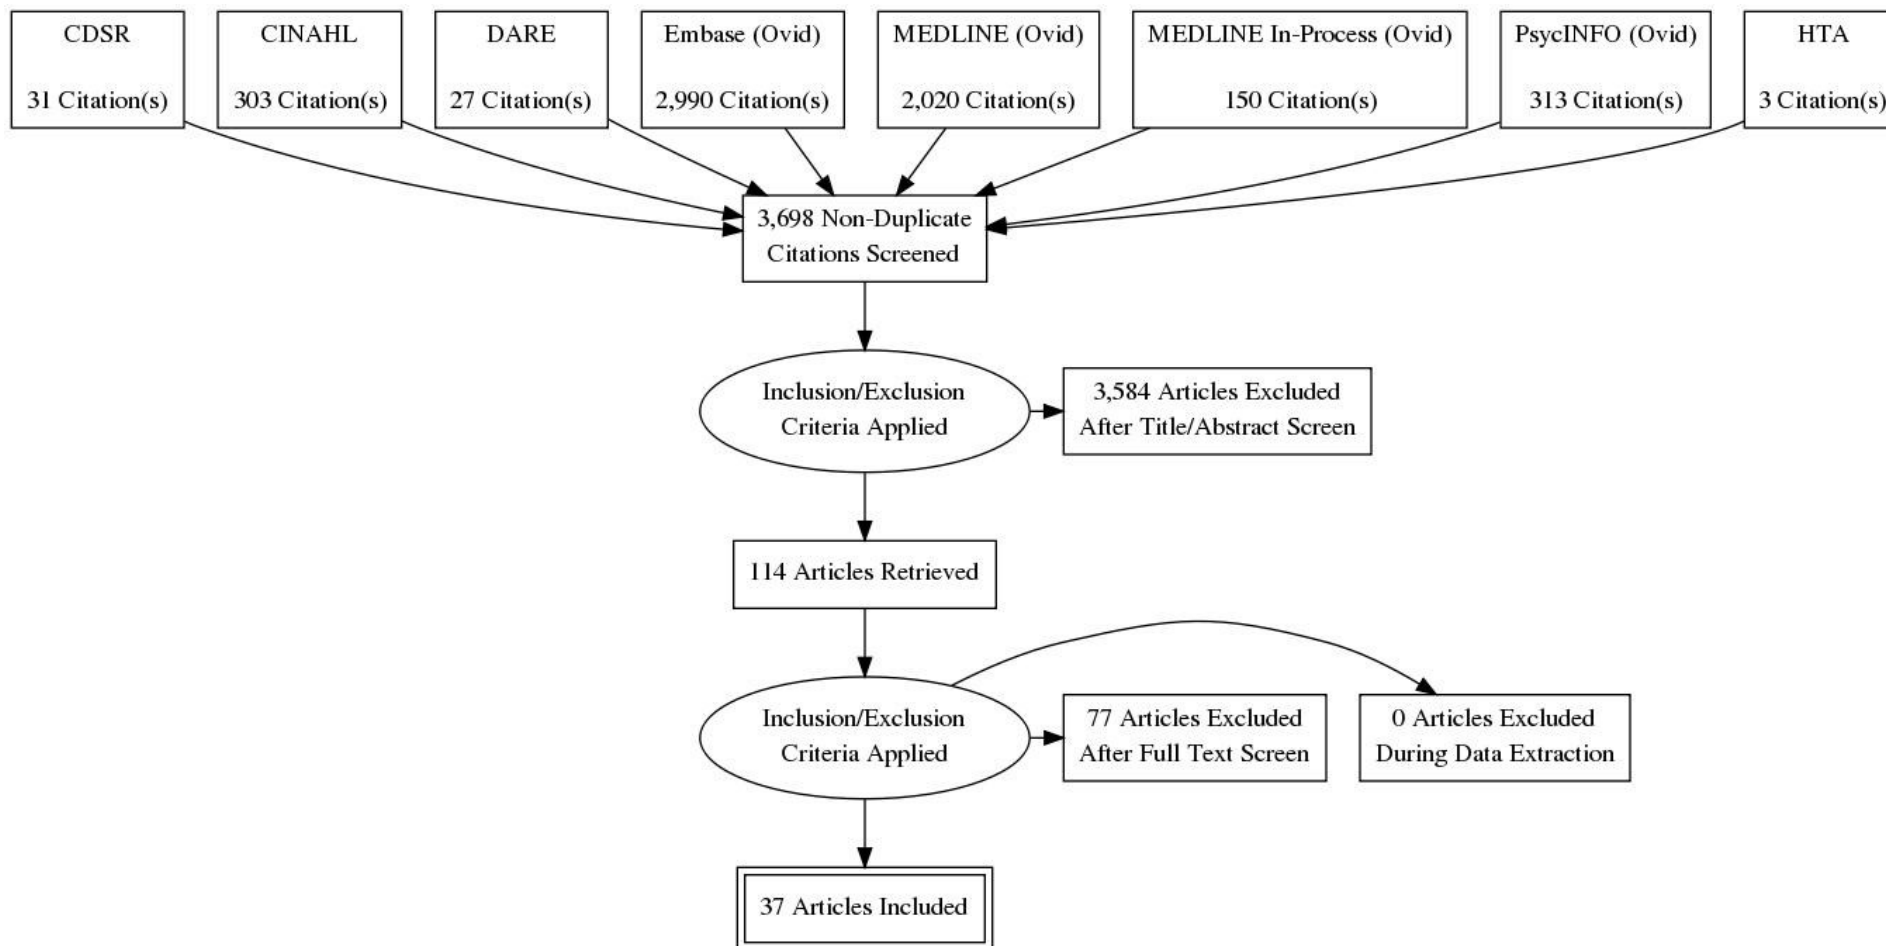 CDSR
31 Citation(s)
CINAHL
303 Citation(s)
DARE
27 Citation(s)
Embase (Ovid)
2,990 Citation(s)
MEDLINE (Ovid)
2,020 Citation(s)
MEDLINE In-Process (Ovid)
150 Citation(s)
PsycINFO (Ovid)
313 Citation(s)
HTA
3 Citation(s)
3,698 Non-Duplicate
Citations Screened
Inclusion/Exclusion
Criteria Applied
3,584 Articles Excluded
After Title/Abstract Screen
114 Articles Retrieved
Inclusion/Exclusion
Criteria Applied
77 Articles Excluded
After Full Text Screen
0 Articles Excluded
During Data Extraction
37 Articles Included